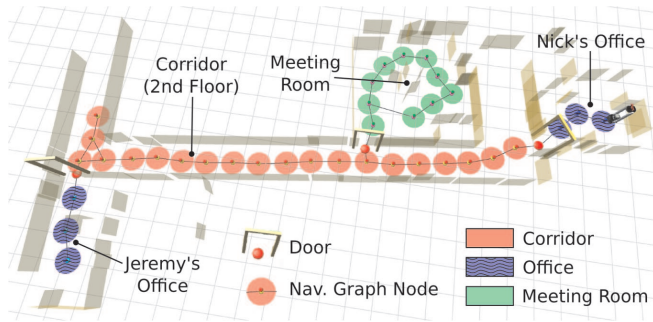 Nick's Office
Corridor
(2nd Floor)
Meeting
Room
Jeremy's
Office
Door
Nav. Graph Node
Corridor
Office
Meeting Room